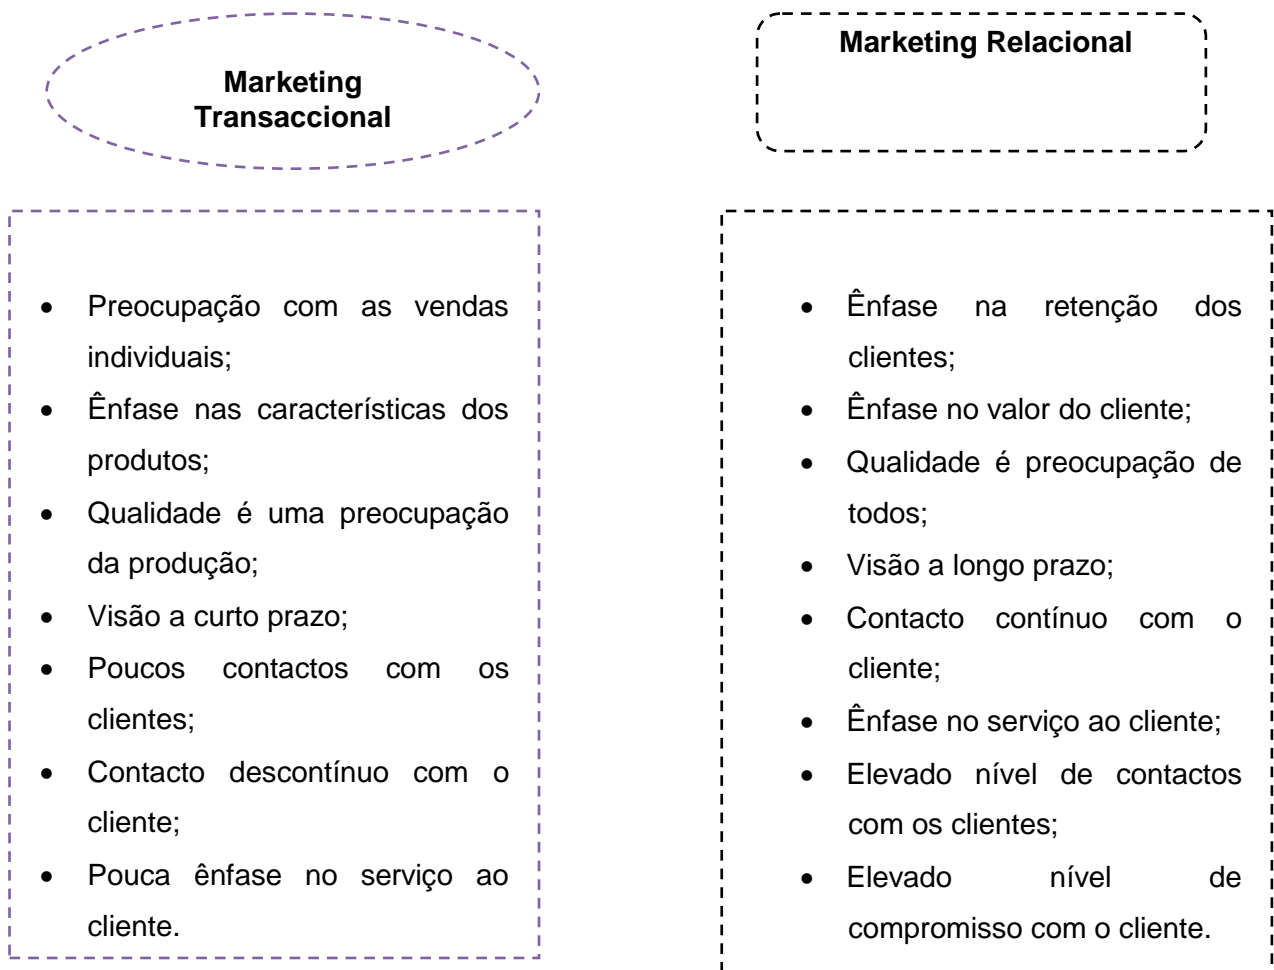 Marketing
Transaccional
• Preocupação com as vendas
individuais;
• Ênfase nas características dos
produtos;
• Qualidade é uma preocupação
da produção;
• Visão a curto prazo;
• Poucos contactos com os
clientes;
• Contacto descontínuo com o
cliente;
• Pouca ênfase no serviço ao
cliente.
Marketing Relacional
• Ênfase na retenção dos
clientes;
• Ênfase no valor do cliente;
• Qualidade é preocupação de
todos;
• Visão a longo prazo;
• Contacto contínuo com o
cliente;
• Ênfase no serviço ao cliente;
• Elevado nível de contactos
com os clientes;
• Elevado nível de
compromisso com o cliente.